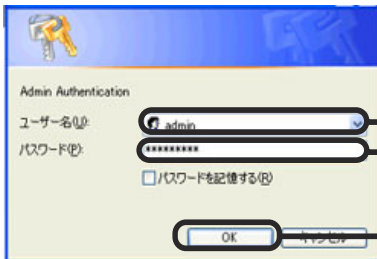 Admin Authentication
ユーザー名(U):
admin
パスワード(P):
*********
パスワードを記憶する(R)
OK
キャンセル